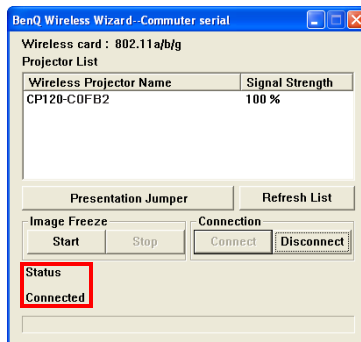 BenQ Wireless Wizard--Commuter serial
Wireless card : 802.11a/b/g
Projector List
Wireless Projector Name Signal Strength
CP120-C0FB2 100 %
Presentation Jumper Refresh List
Image Freeze Connection
Start Stop Connect Disconnect
Status
Connected